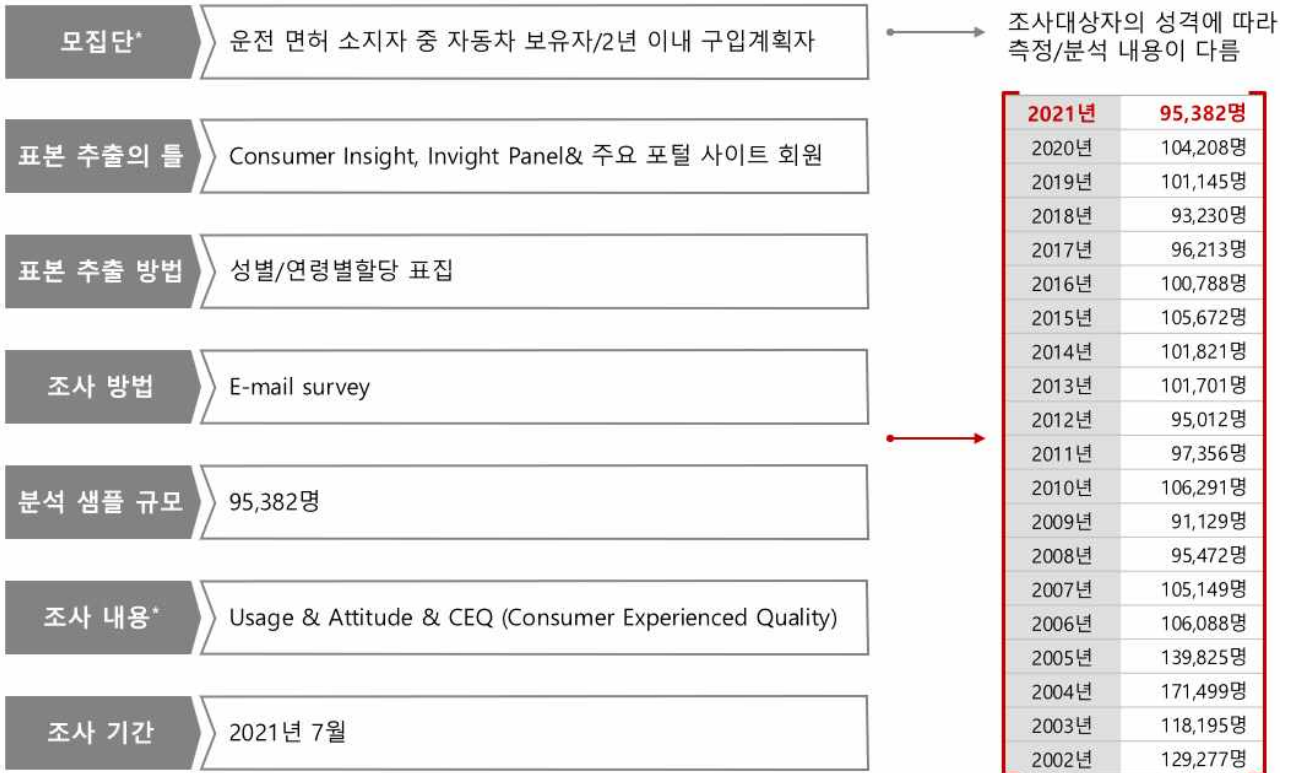 모집단*
운전 면허 소지자 중 자동차 보유자/2년 이내 구입계획자
조사대상자의 성격에 따라
측정/분석 내용이 다름
표본 추출의 틀
Consumer Insight, Invight Panel& 주요 포털 사이트 회원
표본 추출 방법
성별/연령별할당 표집
조사 방법
E-mail survey
분석 샘플 규모
95,382명
조사 내용*
Usage & Attitude & CEQ (Consumer Experienced Quality)
조사 기간
2021년 7월
2021년 95,382명
2020년 104,208명
2019년 101,145명
2018년 93,230명
2017년 96,213명
2016년 100,788명
2015년 105,672명
2014년 101,821명
2013년 101,701명
2012년 95,012명
2011년 97,356명
2010년 106,291명
2009년 91,129명
2008년 95,472명
2007년 105,149명
2006년 106,088명
2005년 139,825명
2004년 171,499명
2003년 118,195명
2002년 129,277명